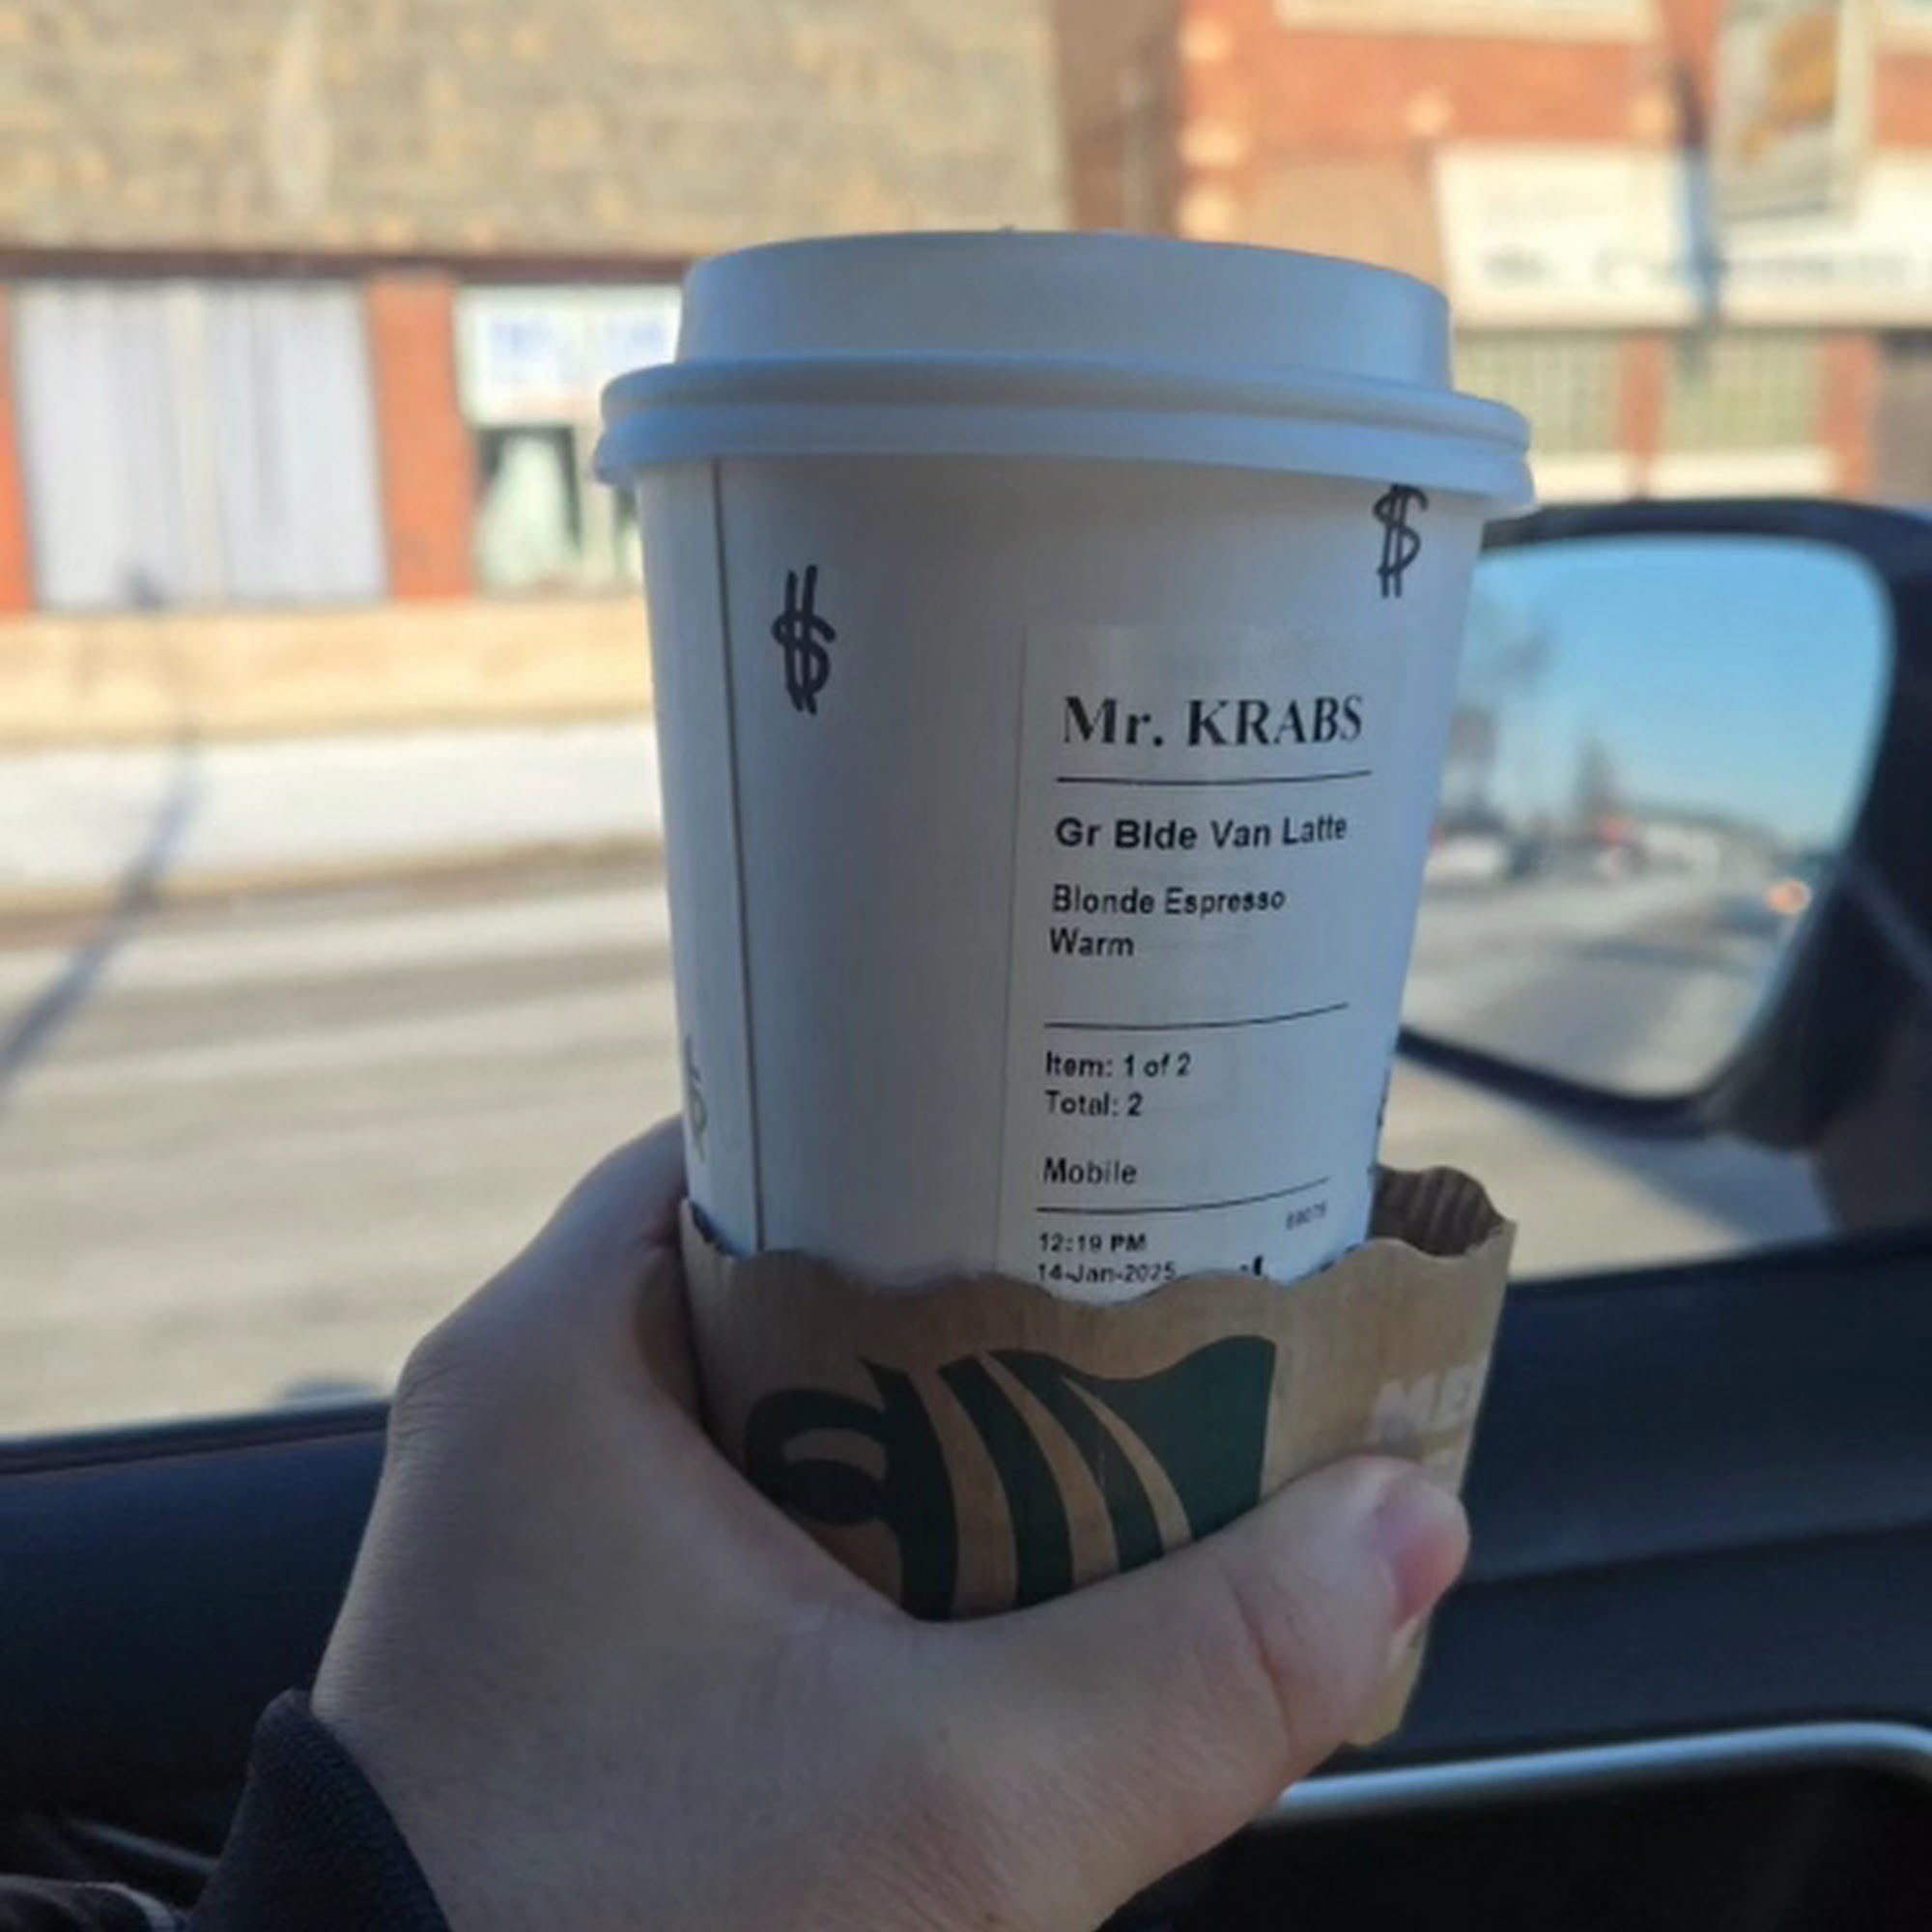 $
$
Mr. KRABS
Gr Blde Van Latte
Blonde Espresso
Warm
Item: 1 of 2
Total: 2
Mobile
12:19 PM
14-Jan-2025
$